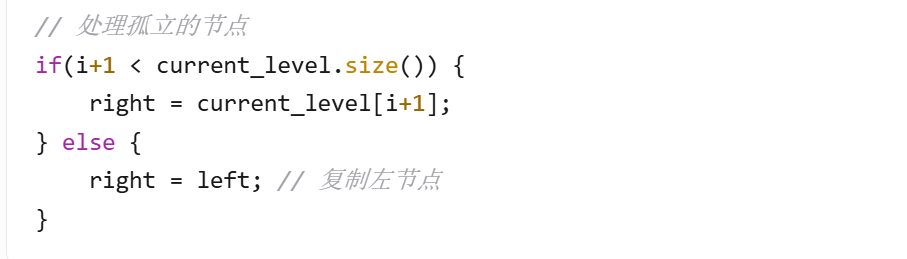 // 处理孤立的节点
if(i+1 < current_level.size()) {
    right = current_level[i+1];
} else {
    right = left; // 复制左节点
}